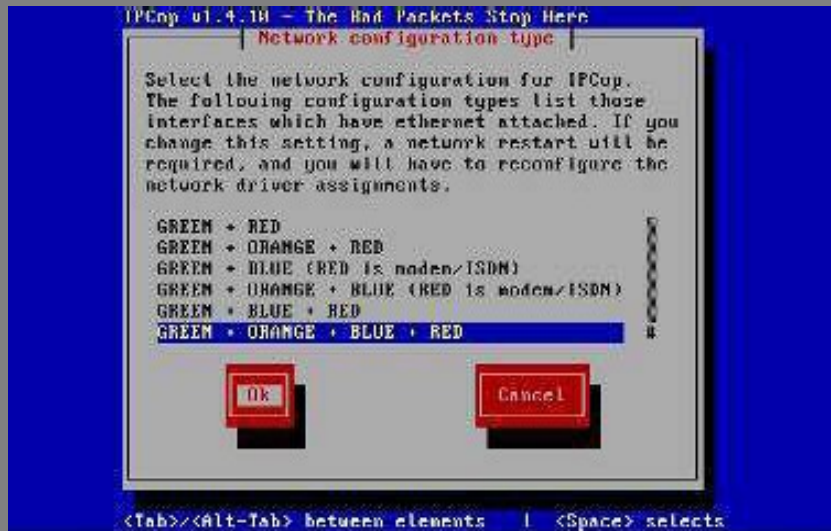 IPCop v1.4.10 - The Bad Packets Stop Here
Network configuration type
Select the network configuration for IPCop.
The following configuration types list those
interfaces which have ethernet attached. If you
change this setting, a network restart will be
required, and you will have to reconfigure the
network driver assignments.
GREEN + RED
GREEN + ORANGE + RED
GREEN + BLUE (RED is modem/ISDN)
GREEN + ORANGE + BLUE (RED is modem/ISDN)
GREEN + BLUE + RED
GREEN + ORANGE + BLUE + RED
#
Ok
Cancel
<Tab>/<Alt-Tab> between elements | <Space> selects